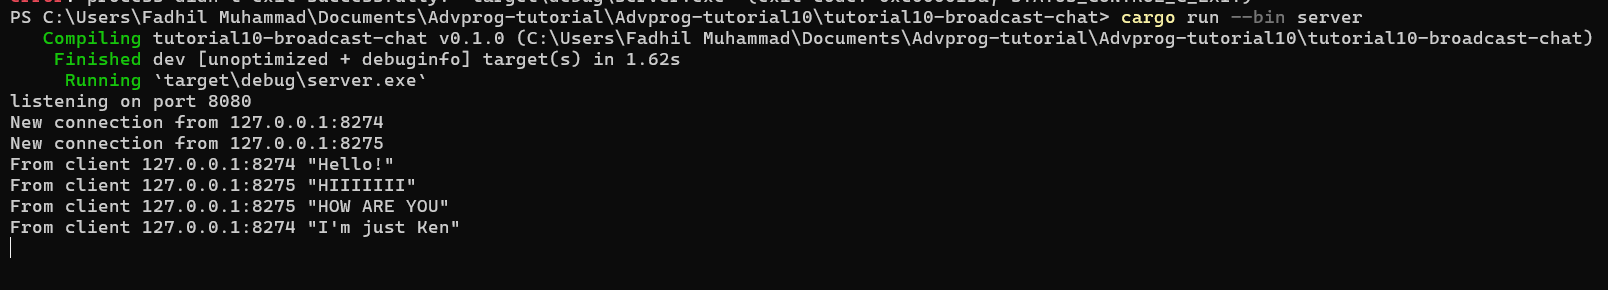 PS C:\Users\Fadhil Muhammad\Documents\Advprog-tutorial\Advprog-tutorial10\tutorial10-broadcast-chat> cargo run --bin server
   Compiling tutorial10-broadcast-chat v0.1.0 (C:\Users\Fadhil Muhammad\Documents\Advprog-tutorial\Advprog-tutorial10\tutorial10-broadcast-chat)
    Finished dev [unoptimized + debuginfo] target(s) in 1.62s
     Running `target\debug\server.exe`
listening on port 8080
New connection from 127.0.0.1:8274
New connection from 127.0.0.1:8275
From client 127.0.0.1:8274 "Hello!"
From client 127.0.0.1:8275 "HIIIIIII"
From client 127.0.0.1:8275 "HOW ARE YOU"
From client 127.0.0.1:8274 "I'm just Ken"